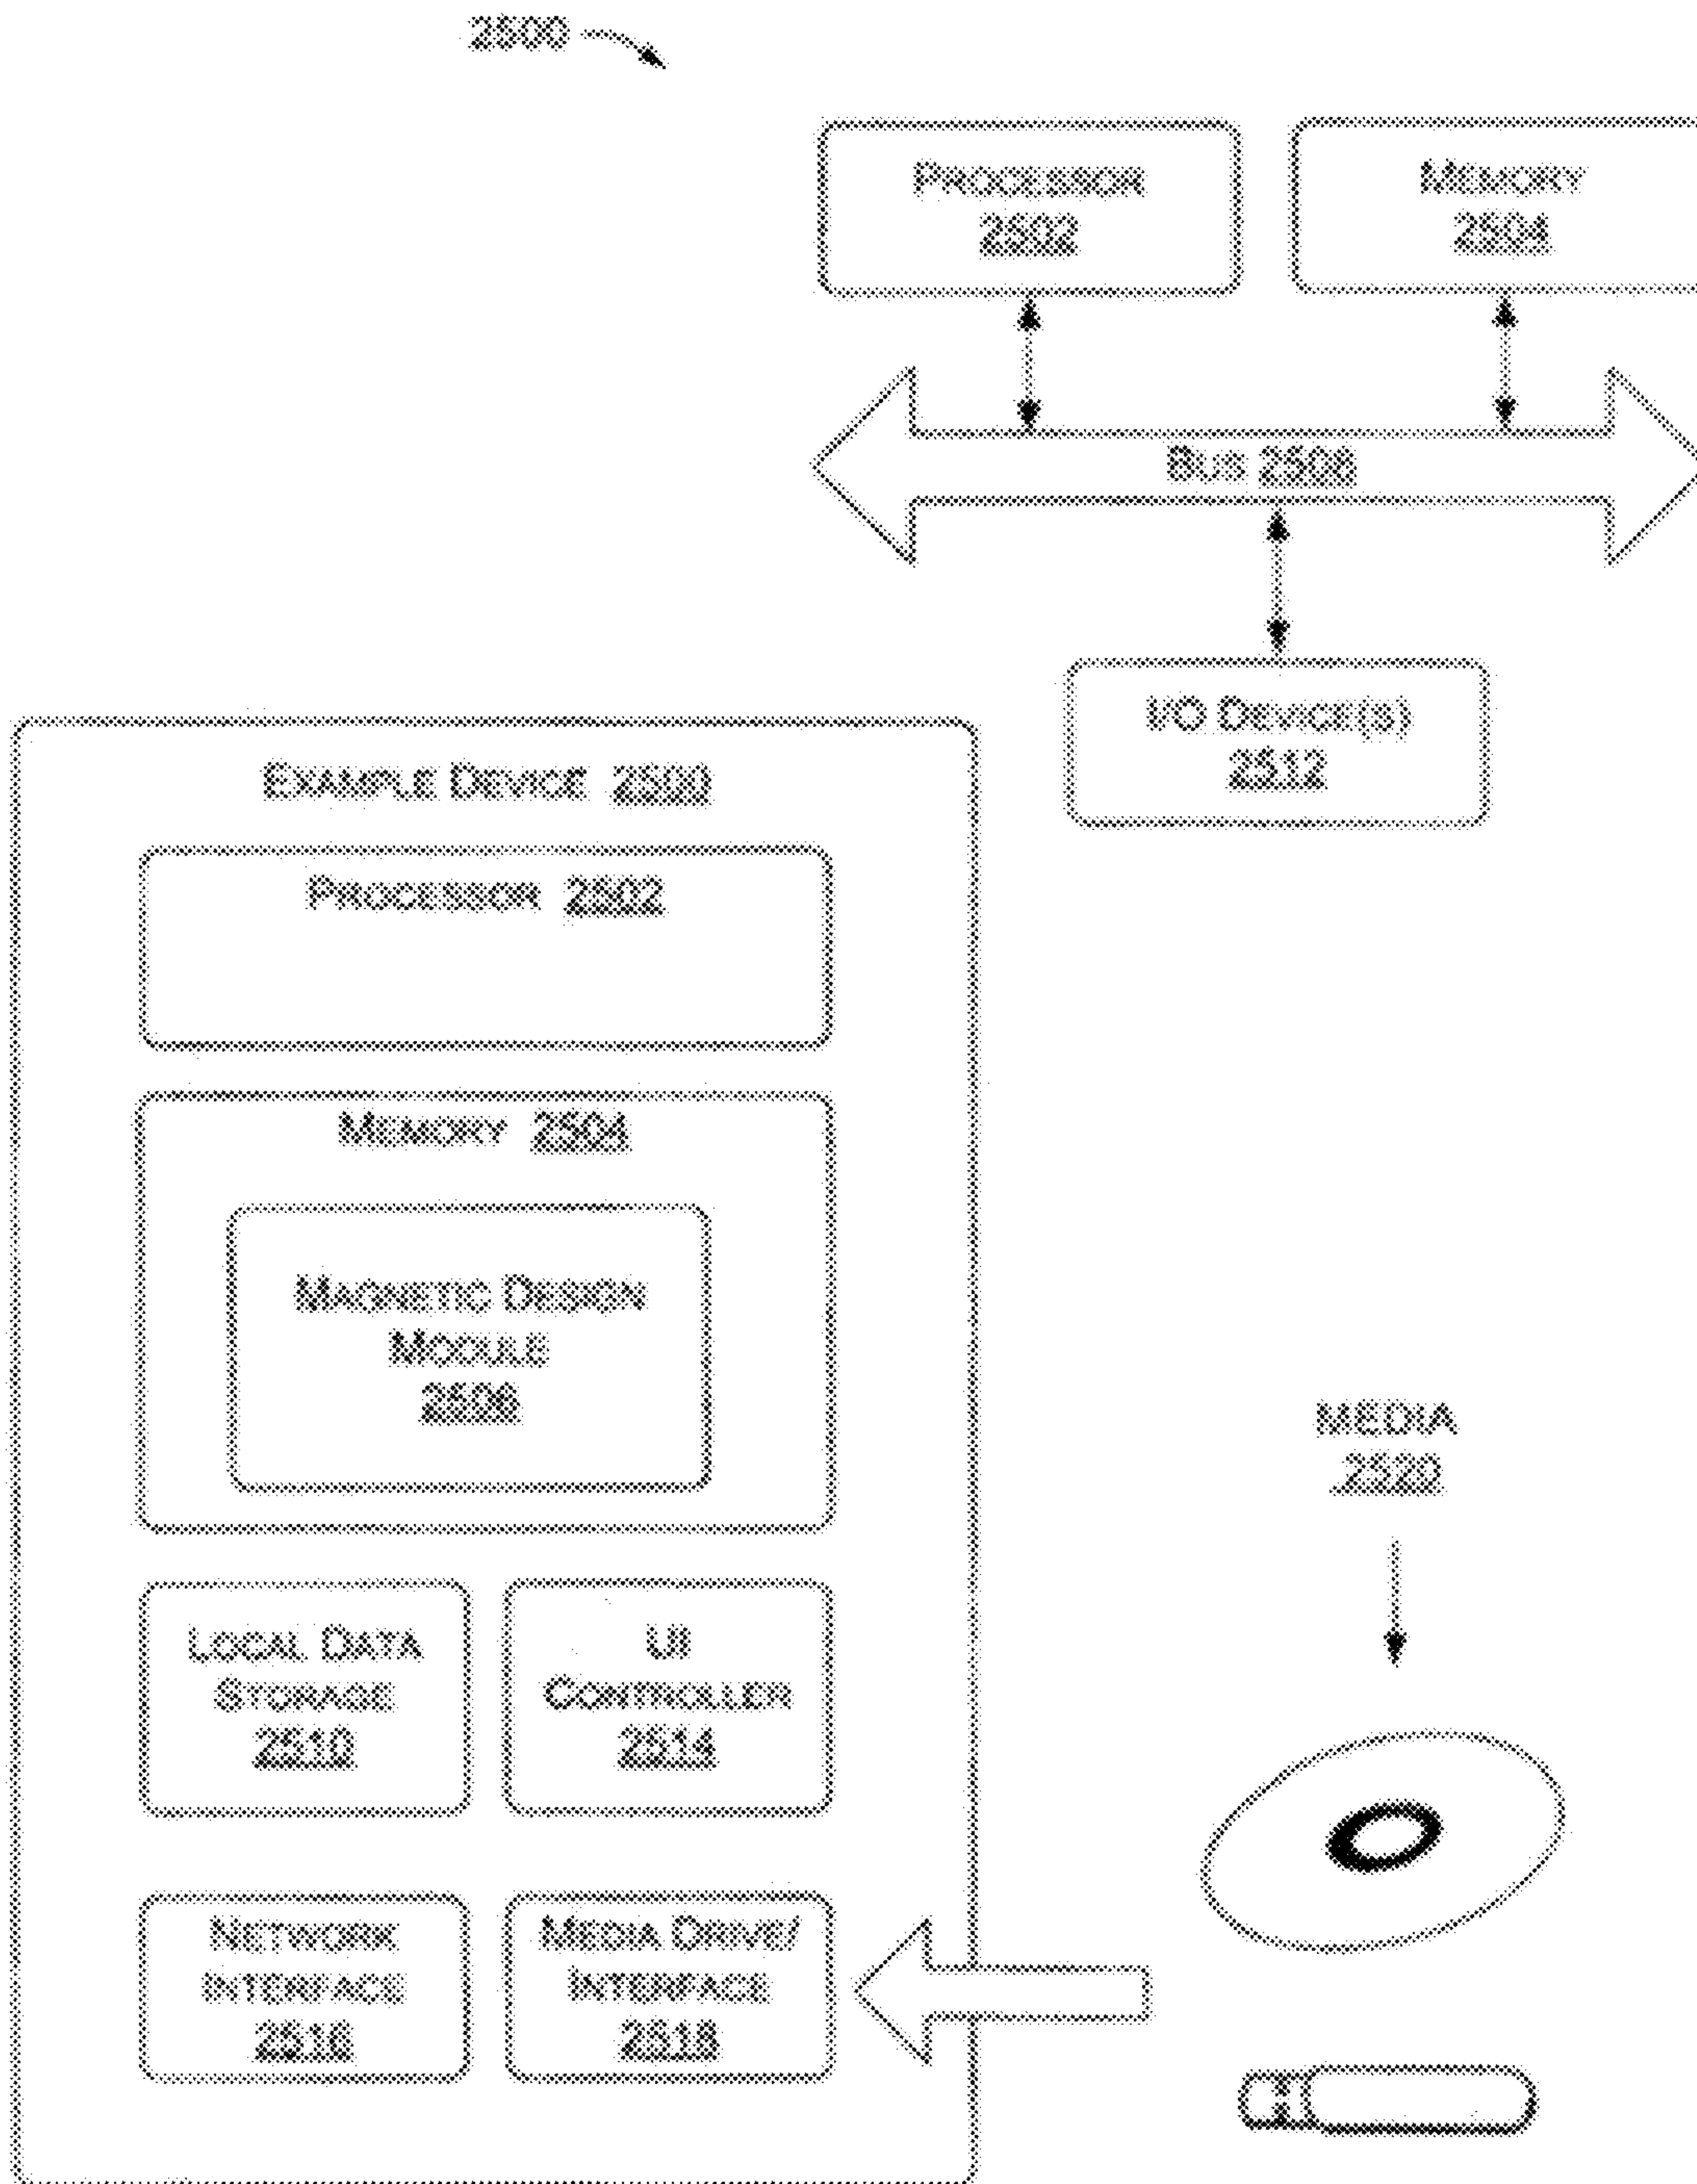 2500
PROCESSOR
2502
MEMORY
2504
BUS 2508
I/O DEVICE(S)
2512
EXAMPLE DEVICE 2500
PROCESSOR 2502
MEMORY 2504
MAGNETIC DESIGN
MODULE
2506
MEDIA
2520
LOCAL DATA
STORAGE
2510
UI
CONTROLLER
2514
NETWORK
INTERFACE
2516
MEDIA DRIVE/
INTERFACE
2518